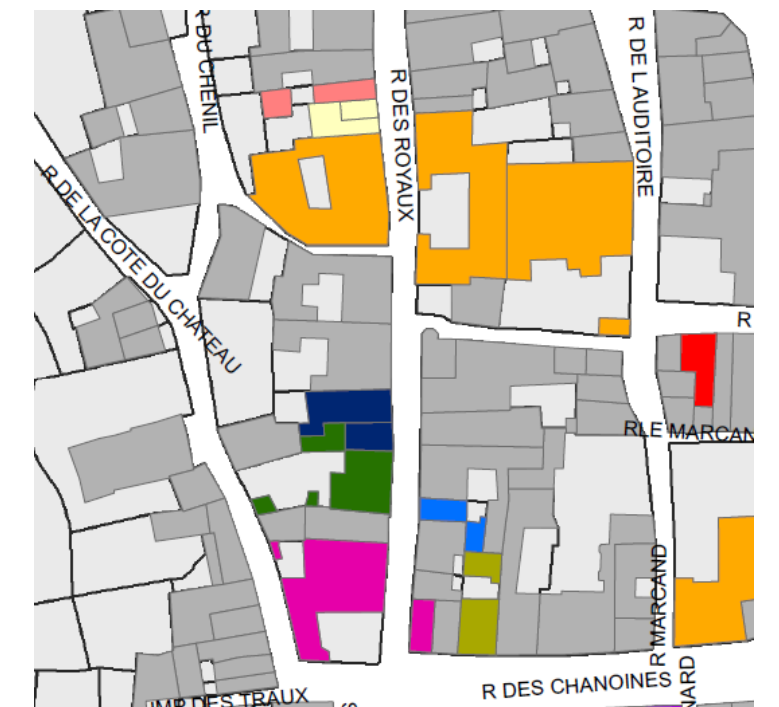 R DU CHENIL
R DES ROYAUX
R DE LAUDITOIRE
R DE LA COTE DU CHATEAU
R
RLE MARCAN
R MARCAND
NARD
R DES CHANOINES
IMP DES TRAUX